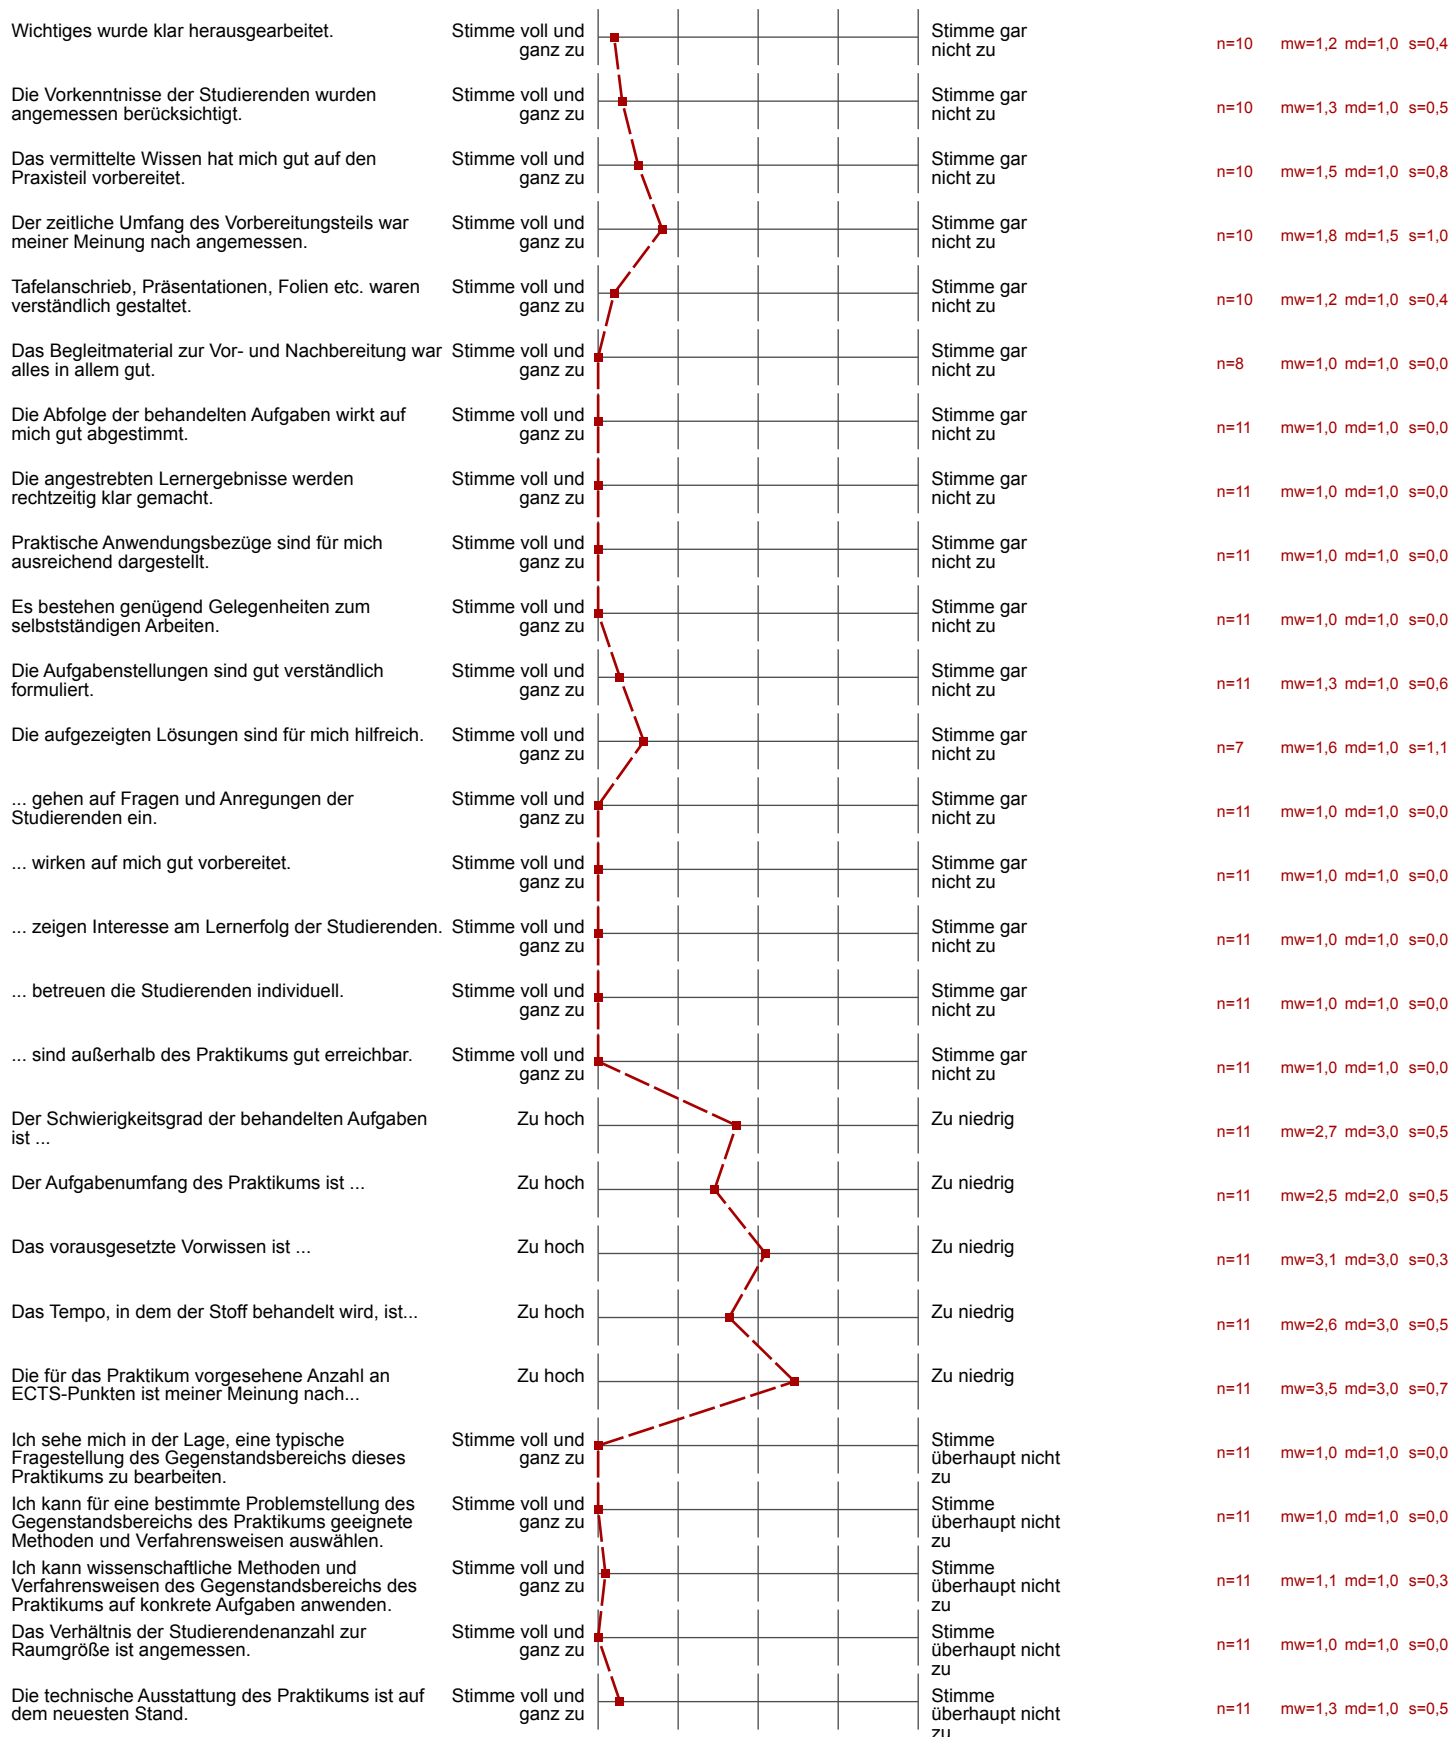 Wichtiges wurde klar herausgearbeitet.
Stimme voll und
ganz zu
Stimme gar
nicht zu
n=10 mw=1,2 md=1,0 s=0,4
Die Vorkenntnisse der Studierenden wurden
angemessen berücksichtigt.
Stimme voll und
ganz zu
Stimme gar
nicht zu
n=10 mw=1,3 md=1,0 s=0,5
Das vermittelte Wissen hat mich gut auf den
Praxisteil vorbereitet.
Stimme voll und
ganz zu
Stimme gar
nicht zu
n=10 mw=1,5 md=1,0 s=0,8
Der zeitliche Umfang des Vorbereitungsteils war
meiner Meinung nach angemessen.
Stimme voll und
ganz zu
Stimme gar
nicht zu
n=10 mw=1,8 md=1,5 s=1,0
Tafelanschrieb, Präsentationen, Folien etc. waren
verständlich gestaltet.
Stimme voll und
ganz zu
Stimme gar
nicht zu
n=10 mw=1,2 md=1,0 s=0,4
Das Begleitmaterial zur Vor- und Nachbereitung war
alles in allem gut.
Stimme voll und
ganz zu
Stimme gar
nicht zu
n=8 mw=1,0 md=1,0 s=0,0
Die Abfolge der behandelten Aufgaben wirkt auf
mich gut abgestimmt.
Stimme voll und
ganz zu
Stimme gar
nicht zu
n=11 mw=1,0 md=1,0 s=0,0
Die angestrebten Lernergebnisse werden
rechtzeitig klar gemacht.
Stimme voll und
ganz zu
Stimme gar
nicht zu
n=11 mw=1,0 md=1,0 s=0,0
Praktische Anwendungsbezüge sind für mich
ausreichend dargestellt.
Stimme voll und
ganz zu
Stimme gar
nicht zu
n=11 mw=1,0 md=1,0 s=0,0
Es bestehen genügend Gelegenheiten zum
selbstständigen Arbeiten.
Stimme voll und
ganz zu
Stimme gar
nicht zu
n=11 mw=1,0 md=1,0 s=0,0
Die Aufgabenstellungen sind gut verständlich
formuliert.
Stimme voll und
ganz zu
Stimme gar
nicht zu
n=11 mw=1,3 md=1,0 s=0,6
Die aufgezeigten Lösungen sind für mich hilfreich.
Stimme voll und
ganz zu
Stimme gar
nicht zu
n=7 mw=1,6 md=1,0 s=1,1
... gehen auf Fragen und Anregungen der
Studierenden ein.
Stimme voll und
ganz zu
Stimme gar
nicht zu
n=11 mw=1,0 md=1,0 s=0,0
... wirken auf mich gut vorbereitet.
Stimme voll und
ganz zu
Stimme gar
nicht zu
n=11 mw=1,0 md=1,0 s=0,0
... zeigen Interesse am Lernerfolg der Studierenden.
Stimme voll und
ganz zu
Stimme gar
nicht zu
n=11 mw=1,0 md=1,0 s=0,0
... betreuen die Studierenden individuell.
Stimme voll und
ganz zu
Stimme gar
nicht zu
n=11 mw=1,0 md=1,0 s=0,0
... sind außerhalb des Praktikums gut erreichbar.
Stimme voll und
ganz zu
Stimme gar
nicht zu
n=11 mw=1,0 md=1,0 s=0,0
Der Schwierigkeitsgrad der behandelten Aufgaben
ist ...
Zu hoch
Zu niedrig
n=11 mw=2,7 md=3,0 s=0,5
Der Aufgabenumfang des Praktikums ist ...
Zu hoch
Zu niedrig
n=11 mw=2,5 md=2,0 s=0,5
Das vorausgesetzte Vorwissen ist ...
Zu hoch
Zu niedrig
n=11 mw=3,1 md=3,0 s=0,3
Das Tempo, in dem der Stoff behandelt wird, ist...
Zu hoch
Zu niedrig
n=11 mw=2,6 md=3,0 s=0,5
Die für das Praktikum vorgesehene Anzahl an
ECTS-Punkten ist meiner Meinung nach...
Zu hoch
Zu niedrig
n=11 mw=3,5 md=3,0 s=0,7
Ich sehe mich in der Lage, eine typische
Fragestellung des Gegenstandsbereichs dieses
Praktikums zu bearbeiten.
Stimme voll und
ganz zu
Stimme
überhaupt nicht
zu
n=11 mw=1,0 md=1,0 s=0,0
Ich kann für eine bestimmte Problemstellung des
Gegenstandsbereichs des Praktikums geeignete
Methoden und Verfahrensweisen auswählen.
Stimme voll und
ganz zu
Stimme
überhaupt nicht
zu
n=11 mw=1,0 md=1,0 s=0,0
Ich kann wissenschaftliche Methoden und
Verfahrensweisen des Gegenstandsbereichs des
Praktikums auf konkrete Aufgaben anwenden.
Stimme voll und
ganz zu
Stimme
überhaupt nicht
zu
n=11 mw=1,1 md=1,0 s=0,3
Das Verhältnis der Studierendenanzahl zur
Raumgröße ist angemessen.
Stimme voll und
ganz zu
Stimme
überhaupt nicht
zu
n=11 mw=1,0 md=1,0 s=0,0
Die technische Ausstattung des Praktikums ist auf
dem neuesten Stand.
Stimme voll und
ganz zu
Stimme
überhaupt nicht
zu
n=11 mw=1,3 md=1,0 s=0,5